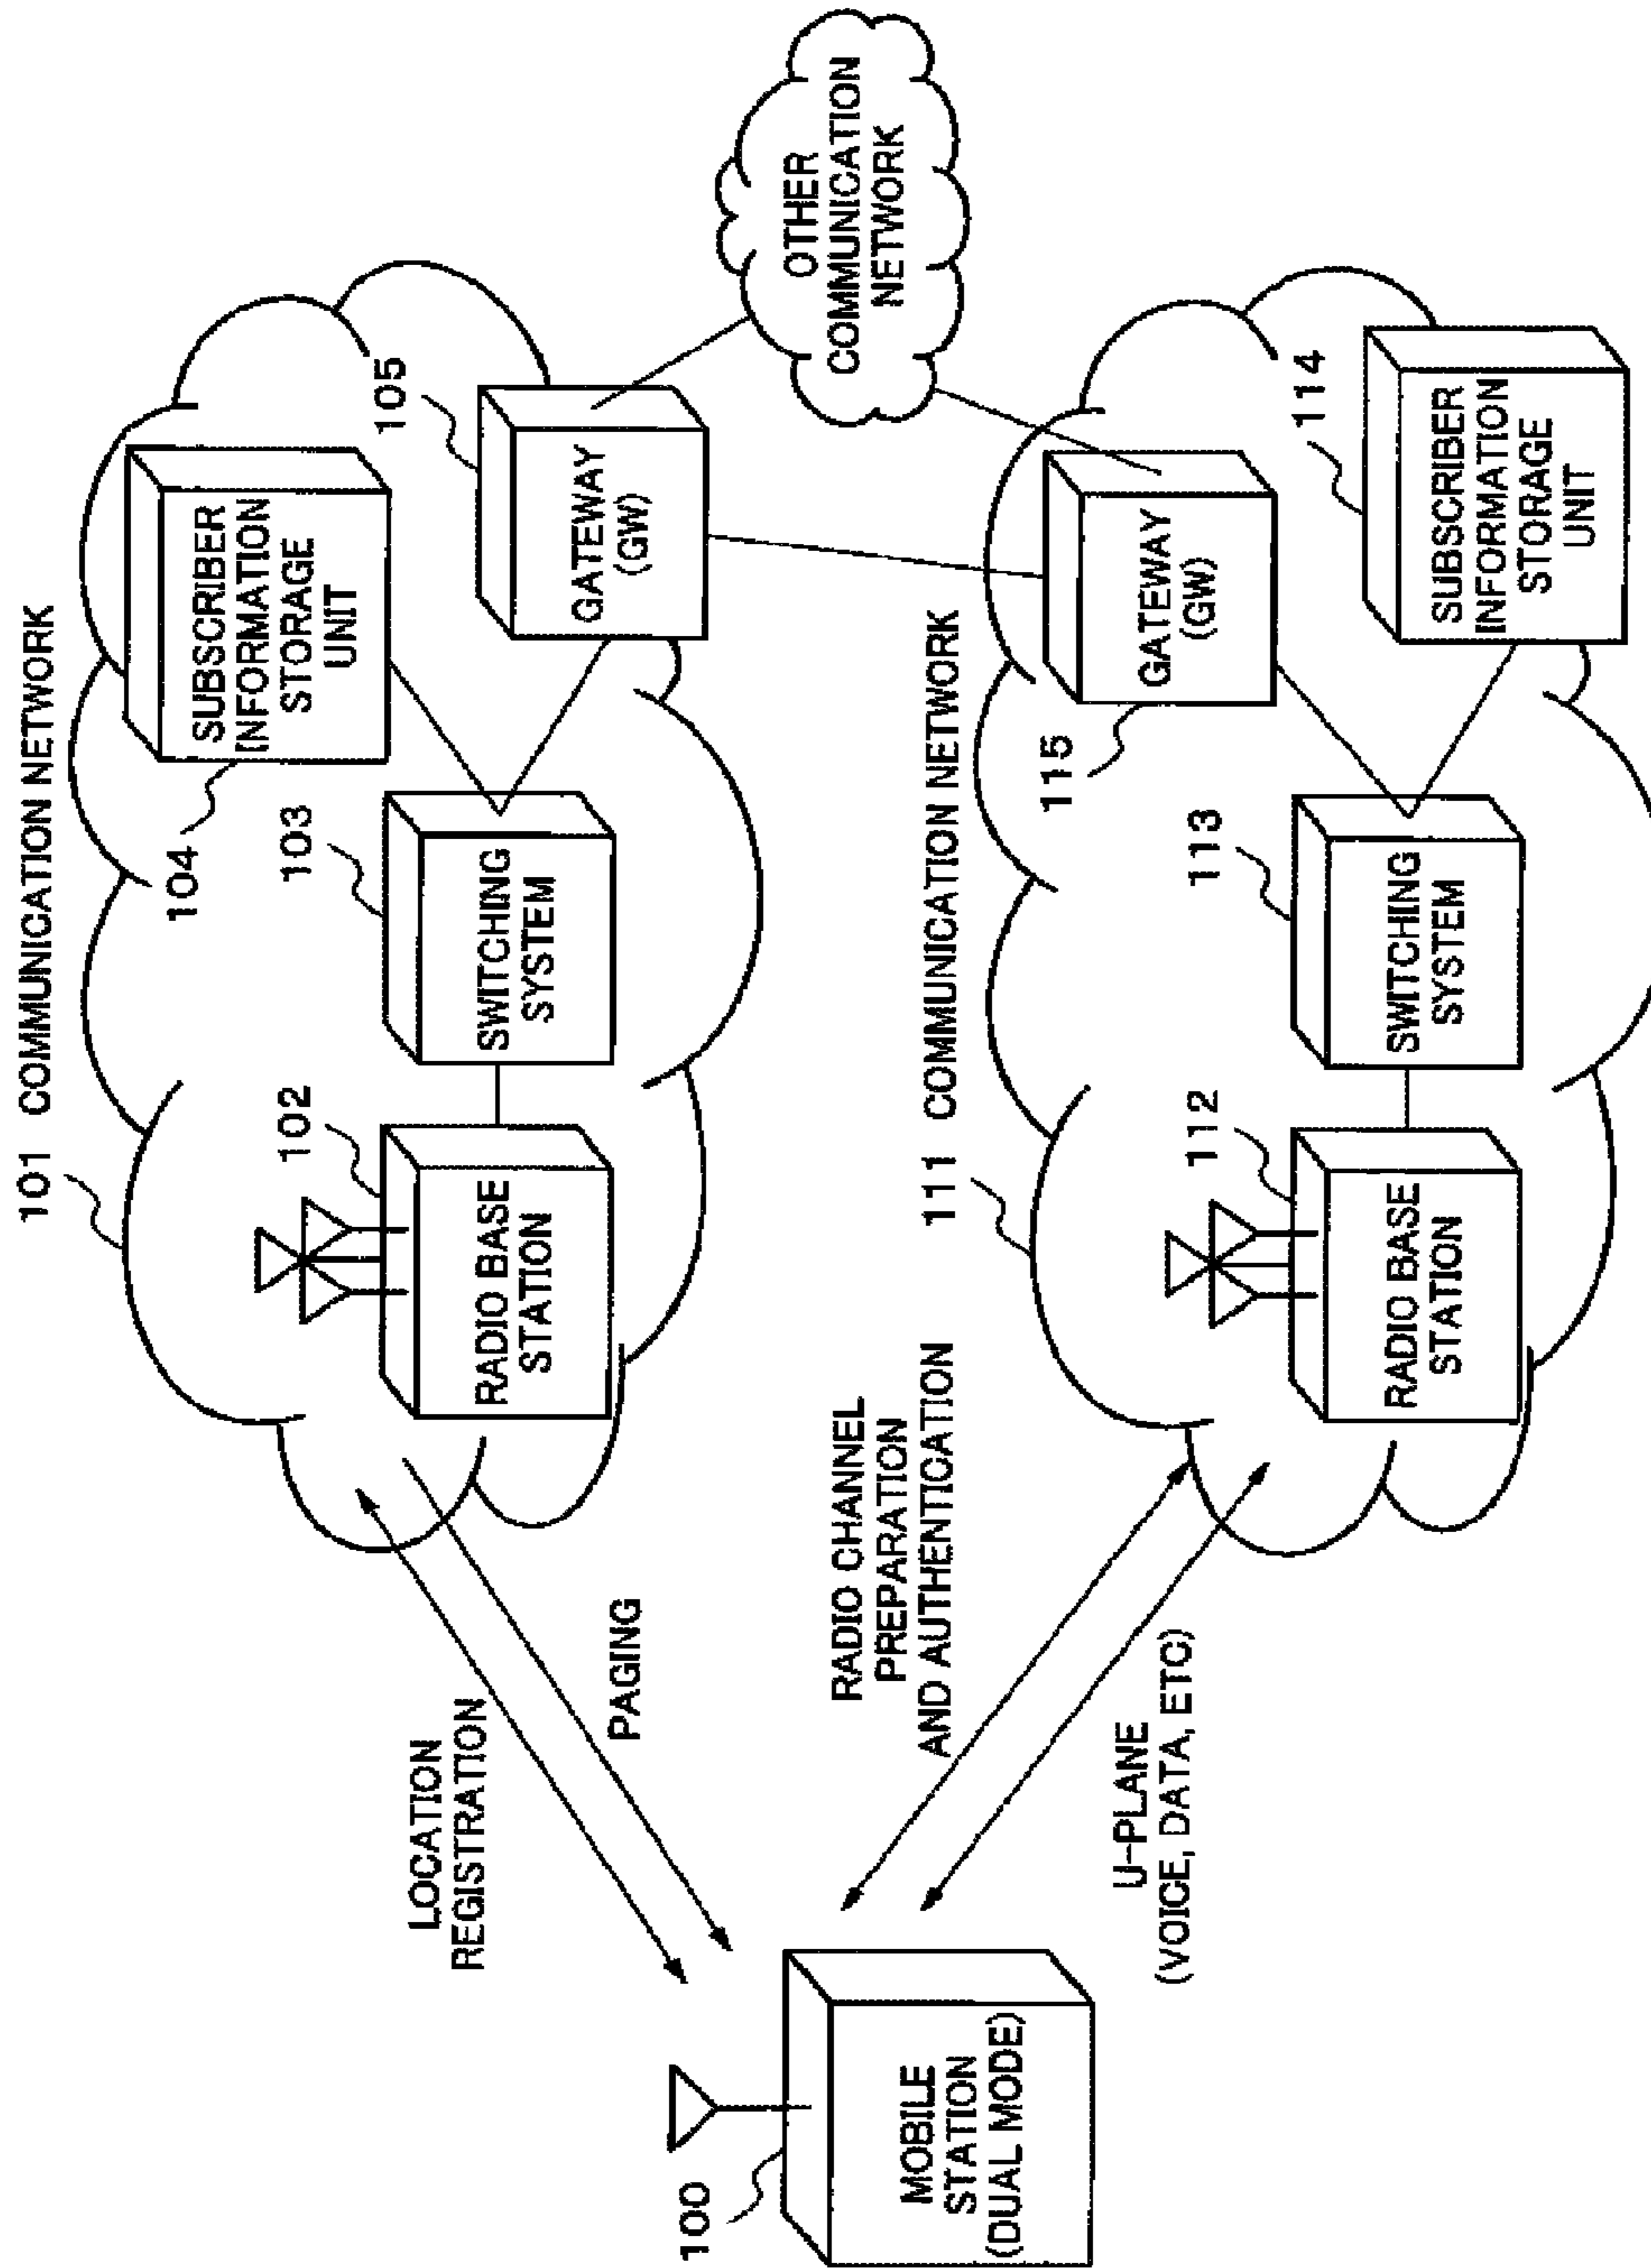 101 COMMUNICATION NETWORK
102
103
104
105
RADIO BASE
STATION
SWITCHING
SYSTEM
SUBSCRIBER
INFORMATION
STORAGE
UNIT
GATEWAY
(GW)
LOCATION
REGISTRATION
PAGING
OTHER
COMMUNICATION
NETWORK
100
MOBILE
STATION
(DUAL MODE)
RADIO CHANNEL
PREPARATION
AND AUTHENTICATION
U-PLANE
(VOICE, DATA, ETC)
111 COMMUNICATION NETWORK
112
113
115
114
RADIO BASE
STATION
SWITCHING
SYSTEM
GATEWAY
(GW)
SUBSCRIBER
INFORMATION
STORAGE
UNIT